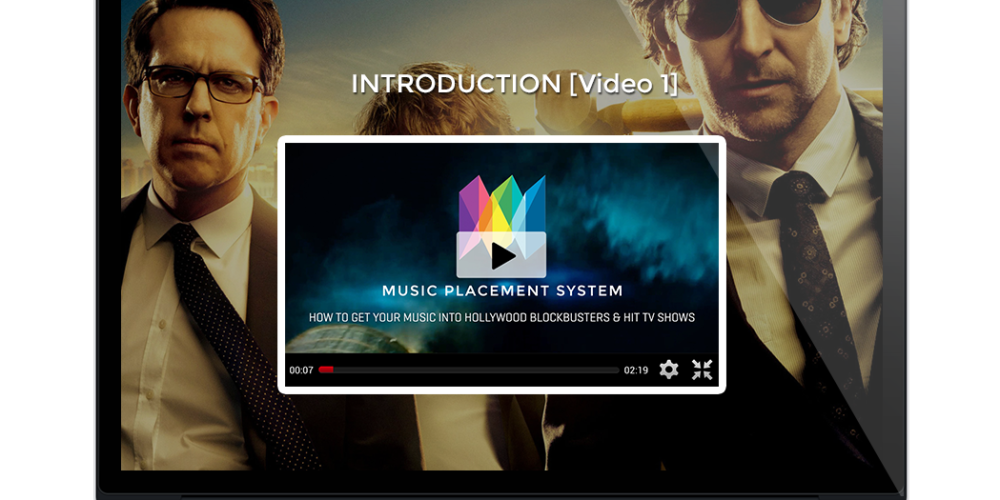 INTRODUCTION [Video 1]
MUSIC PLACEMENT SYSTEM
HOW TO GET YOUR MUSIC INTO HOLLYWOOD BLOCKBUSTERS & HIT TV SHOWS
00:07
02:19